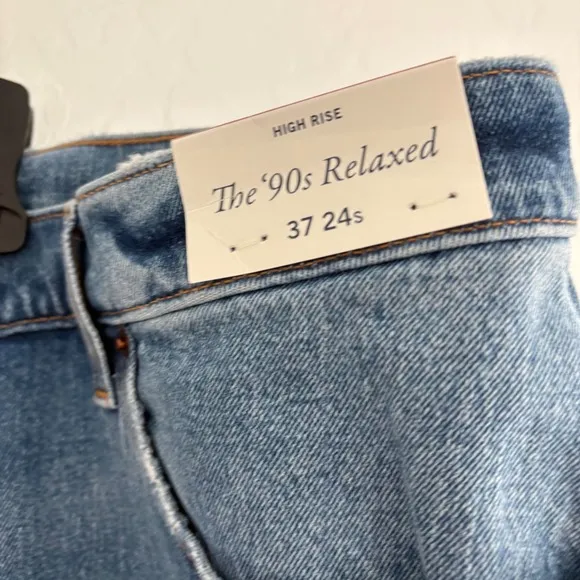 HIGH RISE
The ‘90s Relaxed
37 24s